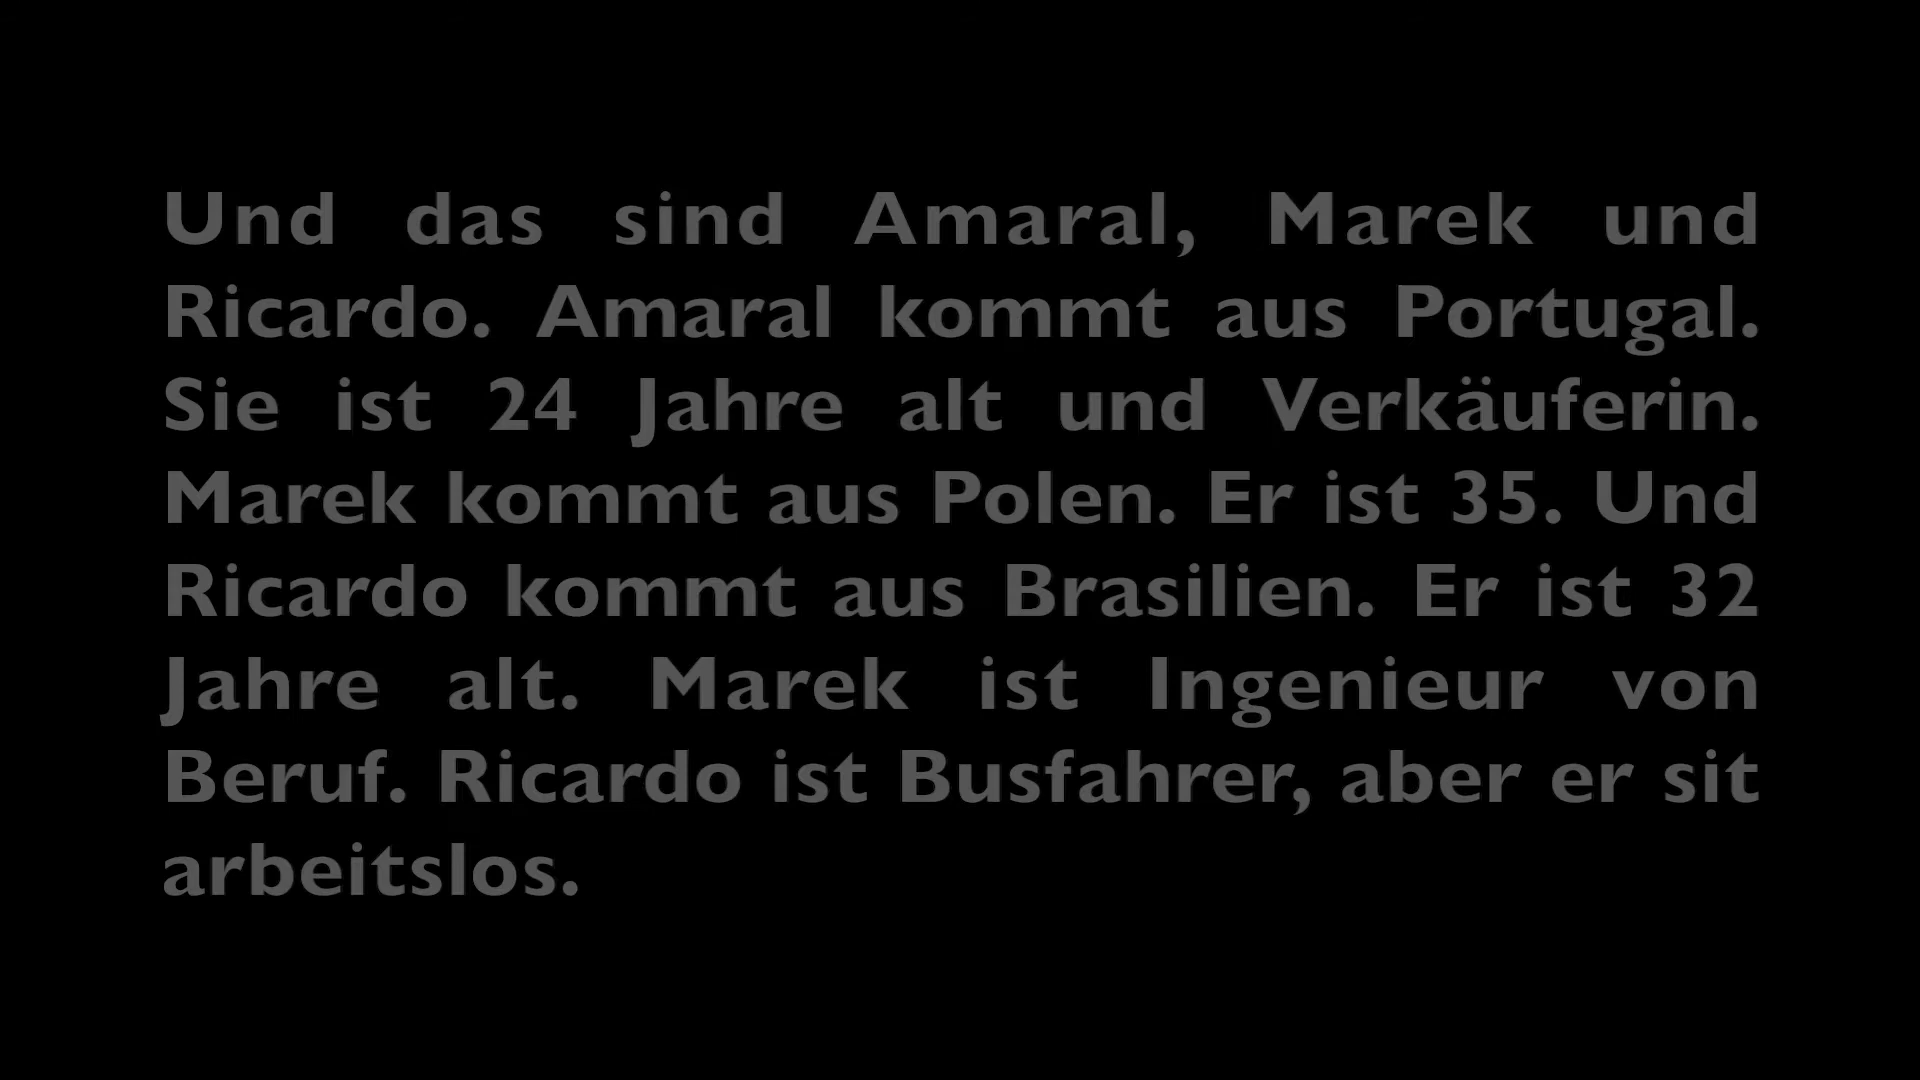 Und das sind Amaral, Marek und
Ricardo. Amaral kommt aus Portugal.
Sie ist 24 Jahre alt und Verkäuferin.
Marek kommt aus Polen. Er ist 35. Und
Ricardo kommt aus Brasilien. Er ist 32
Jahre alt. Marek ist Ingenieur von
Beruf. Ricardo ist Busfahrer, aber er sit
arbeitslos.